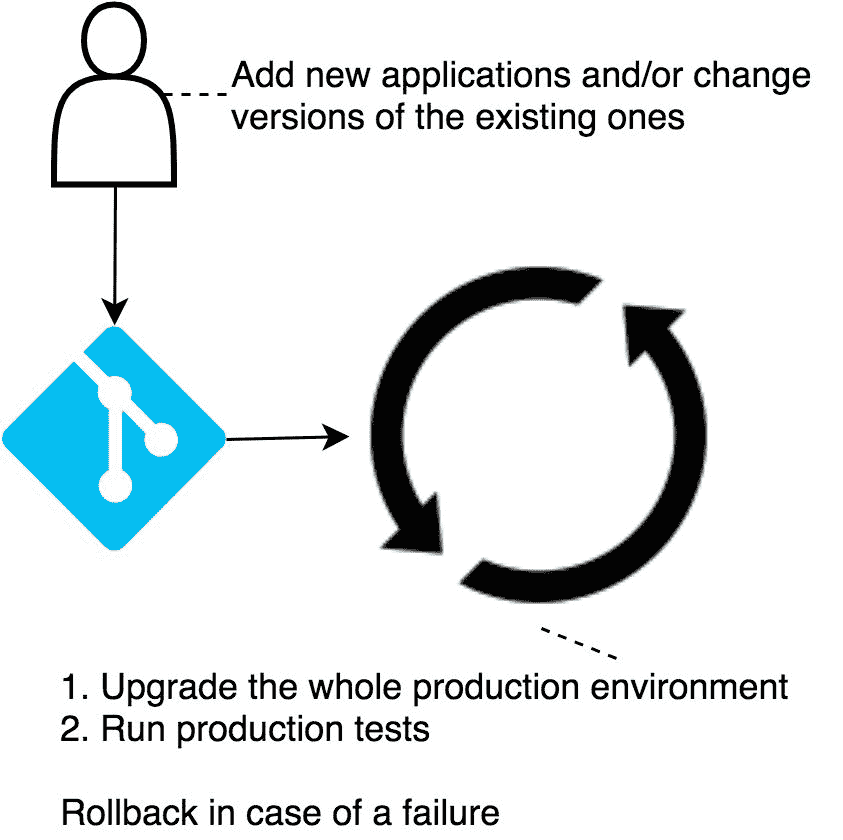 Add new applications and/or change
versions of the existing ones
1. Upgrade the whole production environment
2. Run production tests
Rollback in case of a failure